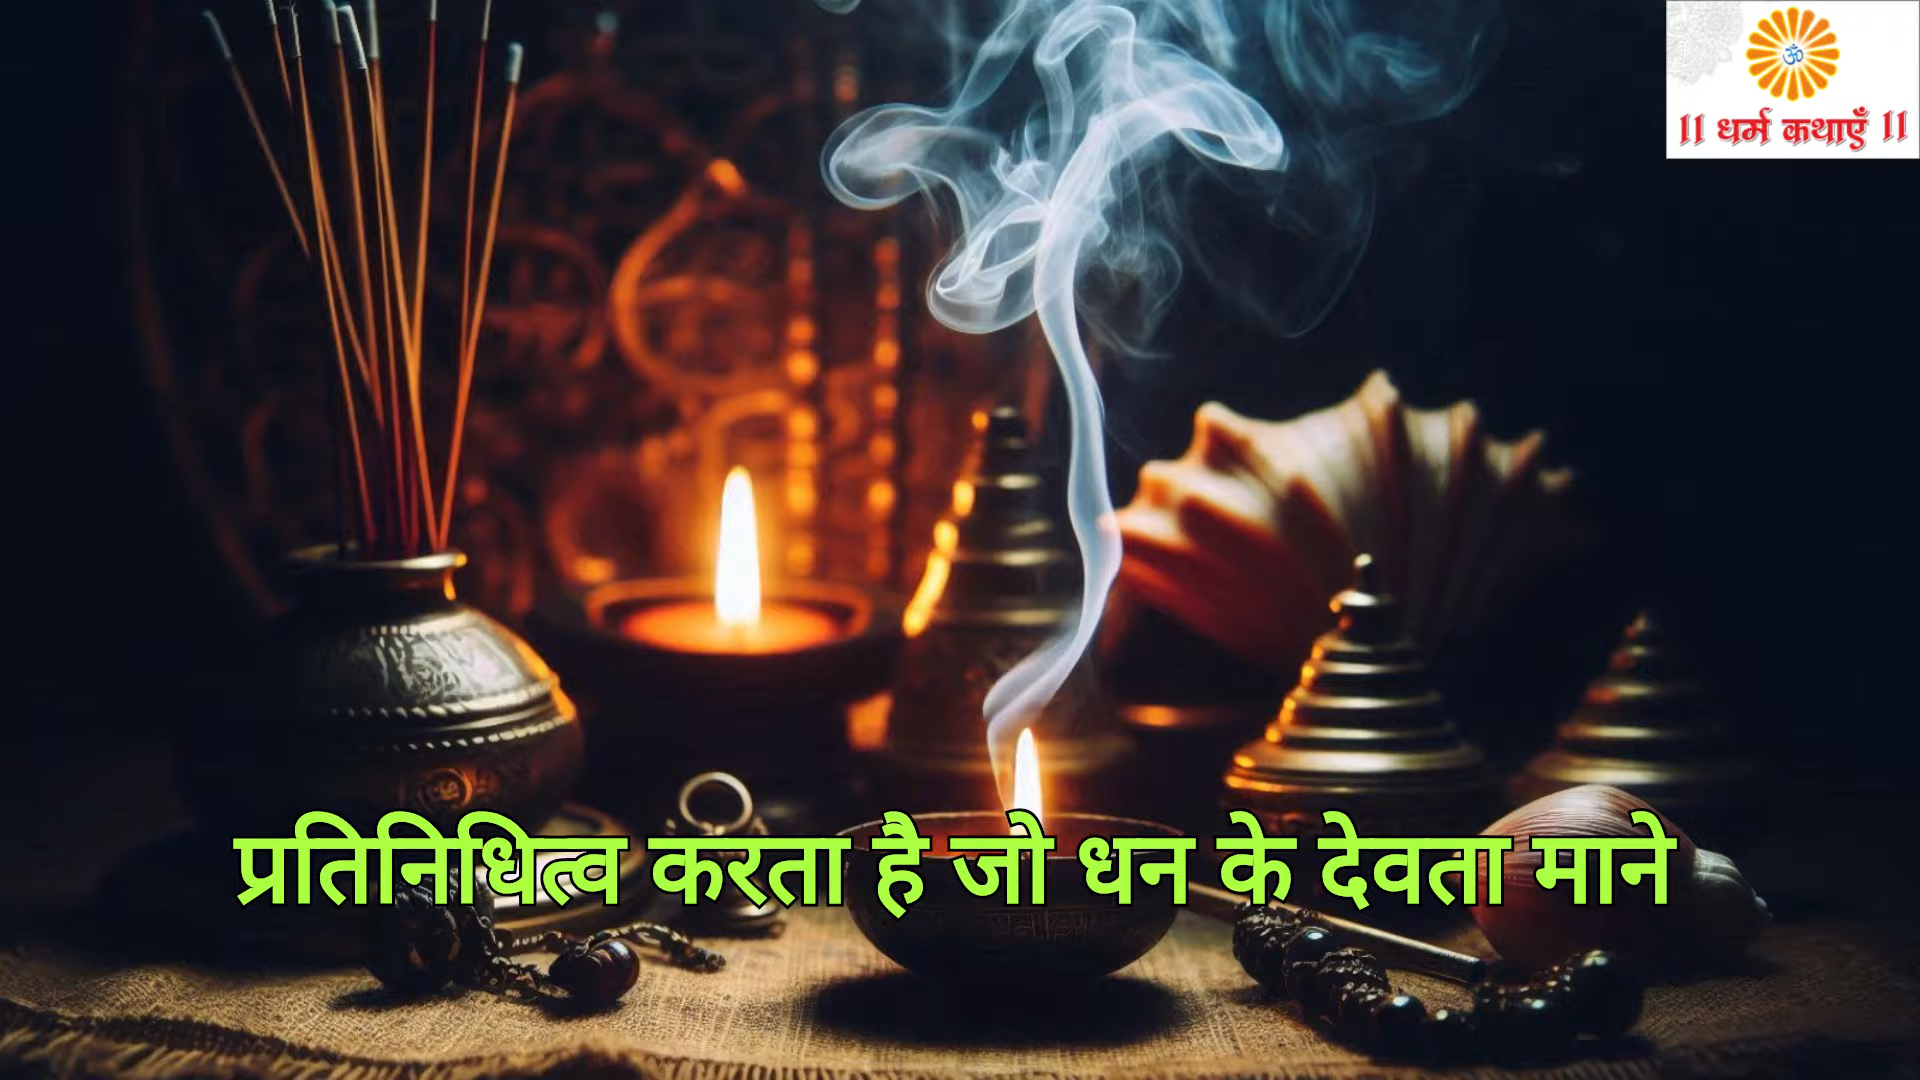 ॐ
॥ धर्म कथाएँ ॥
प्रतिनिधित्व करता है जो धन के देवता माने